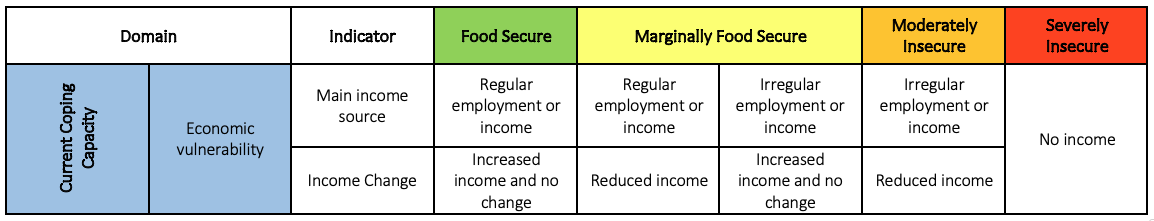 Domain
Indicator
Food Secure
Marginally Food Secure
Moderately
Insecure
Severely
Insecure
Current Coping
Capacity
Economic
vulnerability
Main income
source
Regular
employment or
income
Regular
employment or
income
Irregular
employment or
income
Irregular
employment or
income
No income
Income Change
Increased
income and no
change
Reduced income
Increased
income and no
change
Reduced income